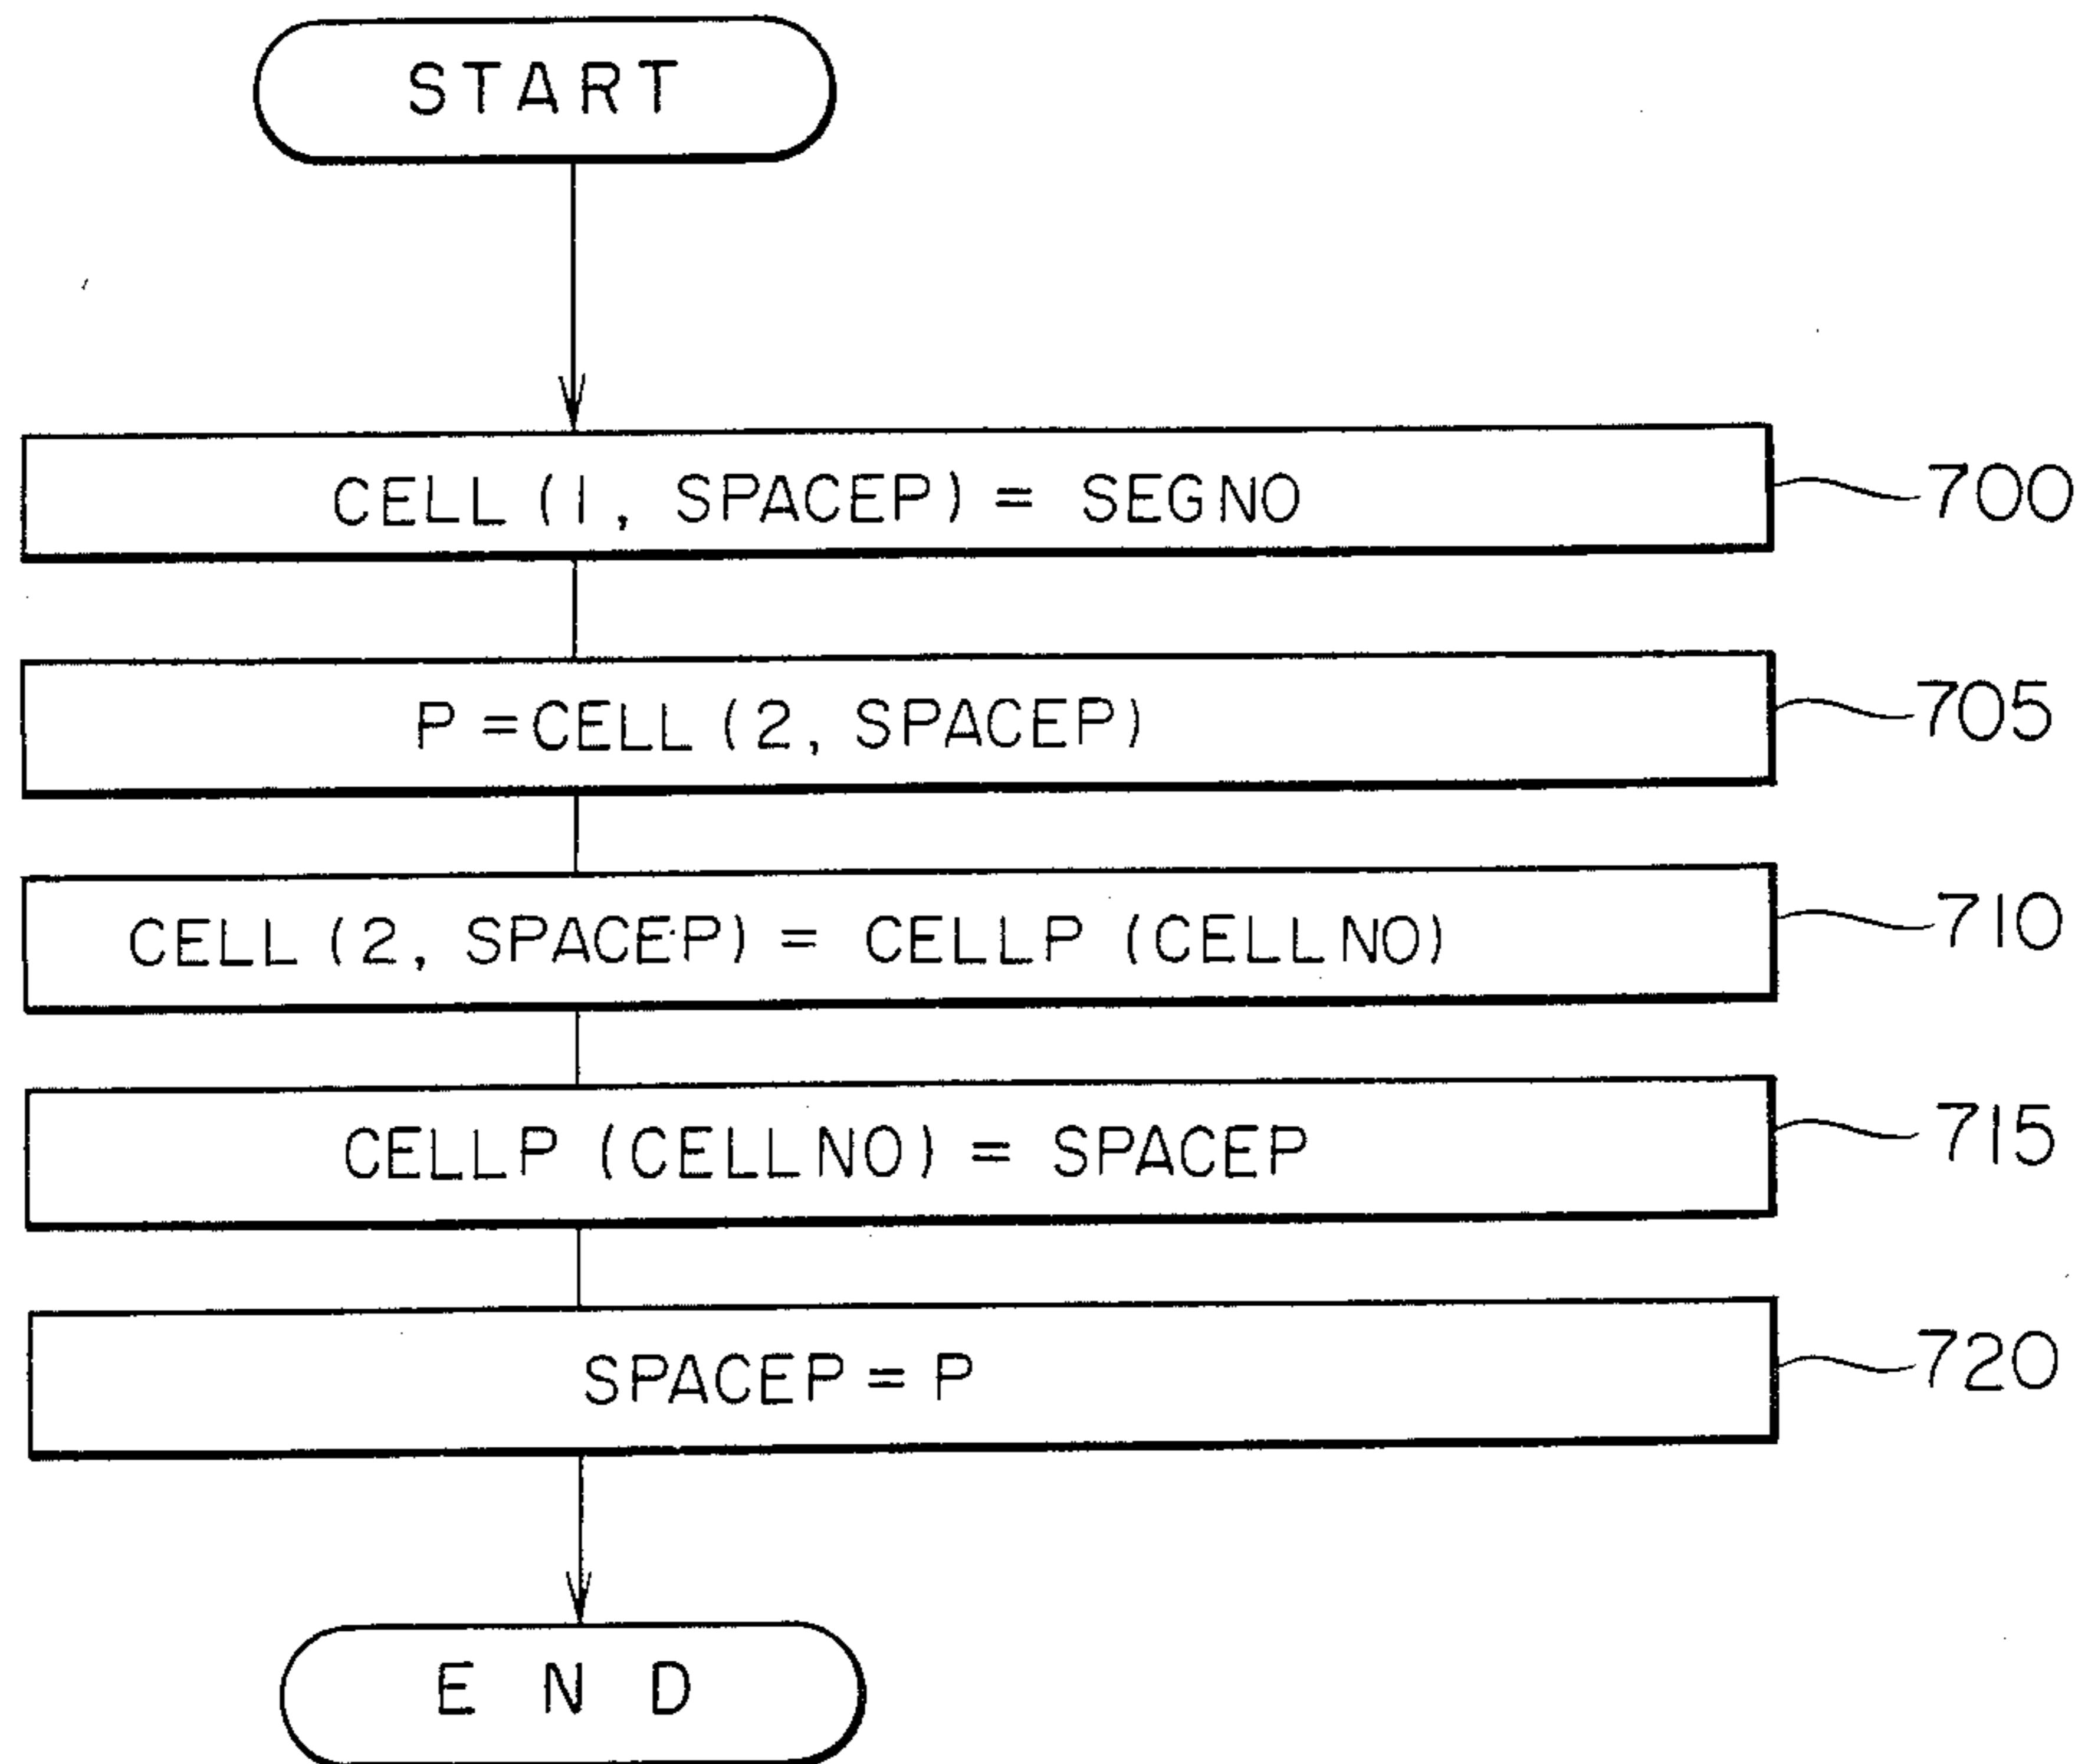 START
CELL (1, SPACEP) = SEGNO 700
P = CELL (2, SPACEP) 705
CELL (2, SPACEP) = CELLP (CELLNO) 710
CELLP (CELLNO) = SPACEP 715
SPACEP = P 720
END